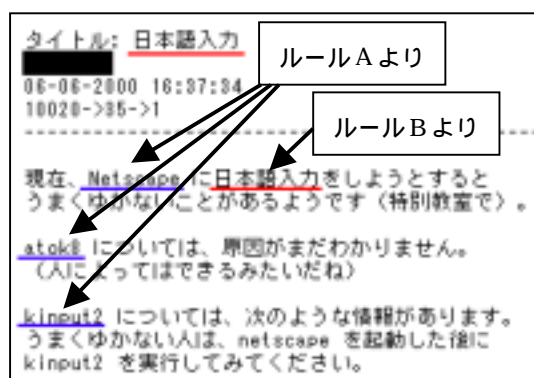 タイトル: 日本語入力
ルールAより
06-06-2000 16:37:34
10020->35->1
ルールBより
現在、Netscape に日本語入力をしようとすると
うまくゆかないことがあるようです（特別教室で）。
atok8 については、原因がまだわかりません。
（人によってはできるみたいだね）
kinput2 については、次のような情報があります。
うまくゆかない人は、netscape を起動した後に
kinput2 を実行してみてください。